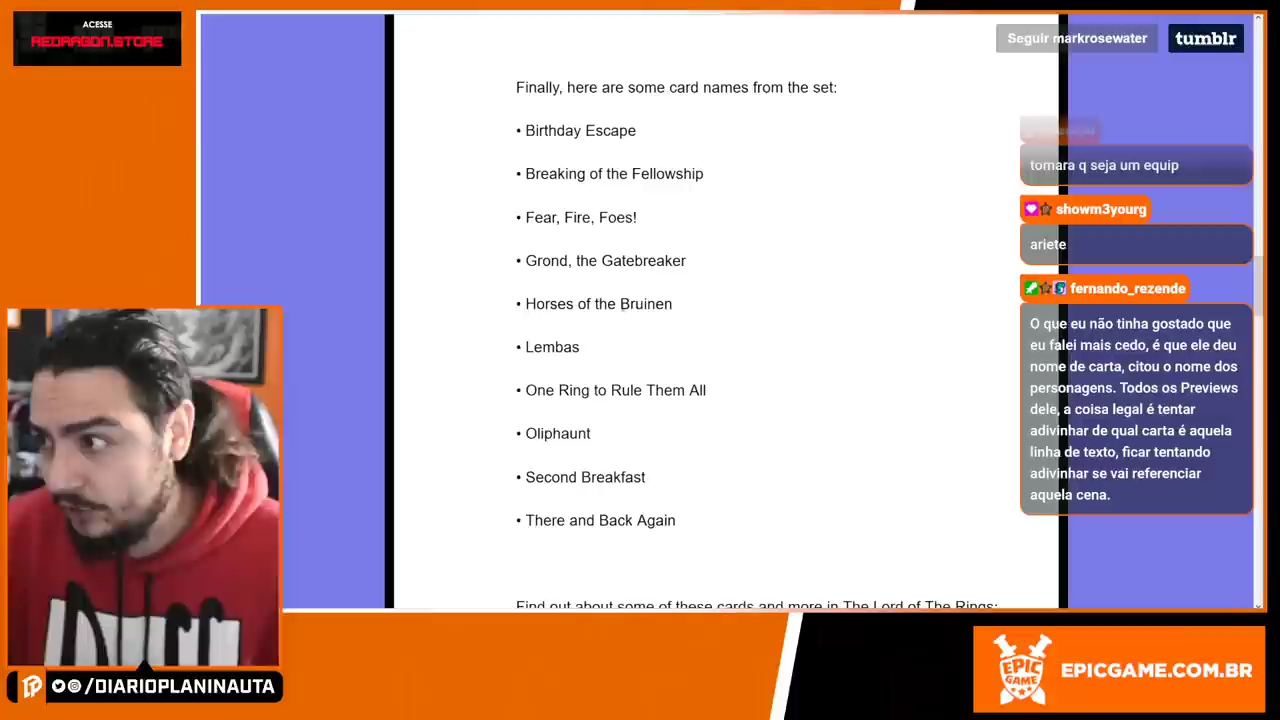 ACESSE
REDRAGON.STORE
Seguir markrosewater
tumblr
Finally, here are some card names from the set:
• Birthday Escape
• Breaking of the Fellowship
• Fear, Fire, Foes!
• Grond, the Gatebreaker
• Horses of the Bruinen
• Lembas
• One Ring to Rule Them All
• Oliphaunt
• Second Breakfast
• There and Back Again
Find out about some of these cards and more in The Lord of The Rings:
tomara q seja um equip
showm3yourg
ariete
fernando_rezende
O que eu não tinha gostado que
eu falei mais cedo, é que ele deu
nome de carta, citou o nome dos
personagens. Todos os Previews
dele, a coisa legal é tentar
adivinhar de qual carta é aquela
linha de texto, ficar tentando
adivinhar se vai referenciar
aquela cena.
/DIARIOPLANINAUTA
EPIC
GAME
EPICGAME.COM.BR